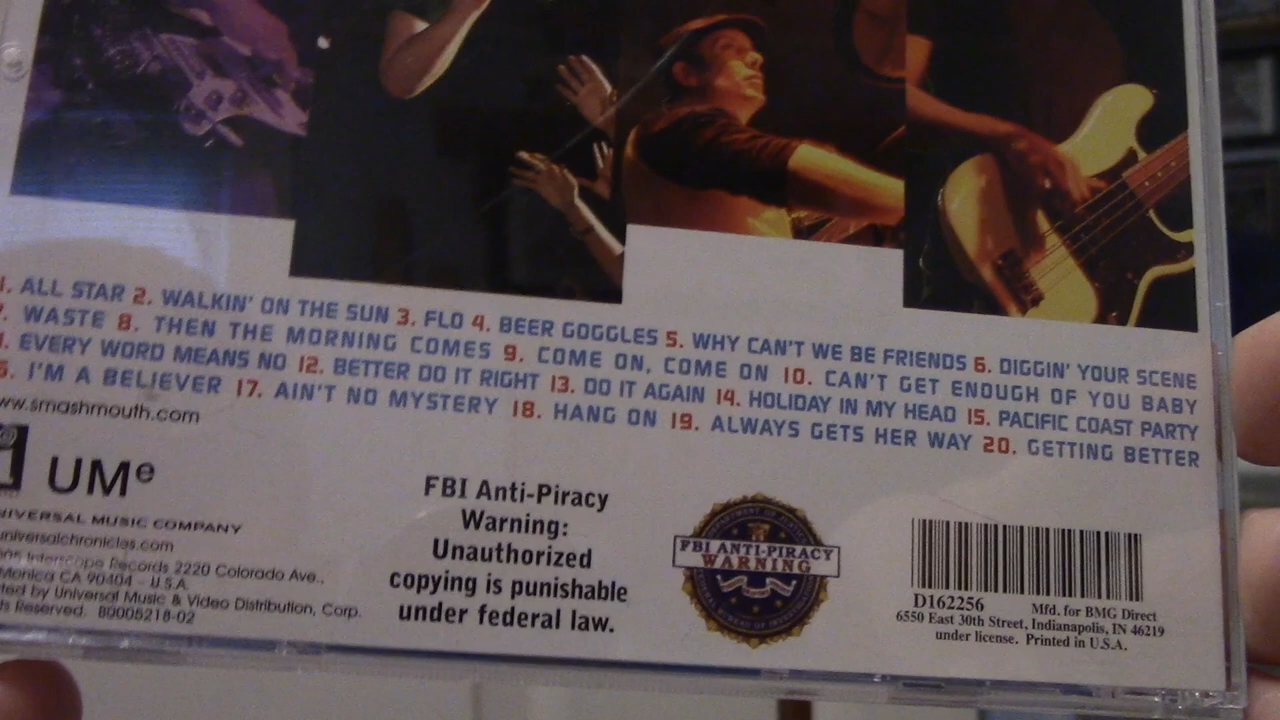 1. ALL STAR 2. WALKIN' ON THE SUN 3. FLO 4. BEER GOGGLES 5. WHY CAN'T WE BE FRIENDS 6. DIGGIN' YOUR SCENE
WASTE 8. THEN THE MORNING COMES 9. COME ON, COME ON 10. CAN'T GET ENOUGH OF YOU BABY
EVERY WORD MEANS NO 12. BETTER DO IT RIGHT 13. DO IT AGAIN 14. HOLIDAY IN MY HEAD 15. PACIFIC COAST PARTY
I'M A BELIEVER 17. AIN'T NO MYSTERY 18. HANG ON 19. ALWAYS GETS HER WAY 20. GETTING BETTER
www.smashmouth.com
UMe
UNIVERSAL MUSIC COMPANY
universalchronicles.com
Interscope Records 2220 Colorado Ave.,
Monica CA 90404 - U.S.A.
by Universal Music & Video Distribution, Corp.
Reserved. B0005218-02
FBI Anti-Piracy
Warning:
Unauthorized
copying is punishable
under federal law.
FBI ANTI-PIRACY
WARNING
D162256 Mfd. for BMG Direct
6550 East 30th Street, Indianapolis, IN 46219
under license. Printed in U.S.A.